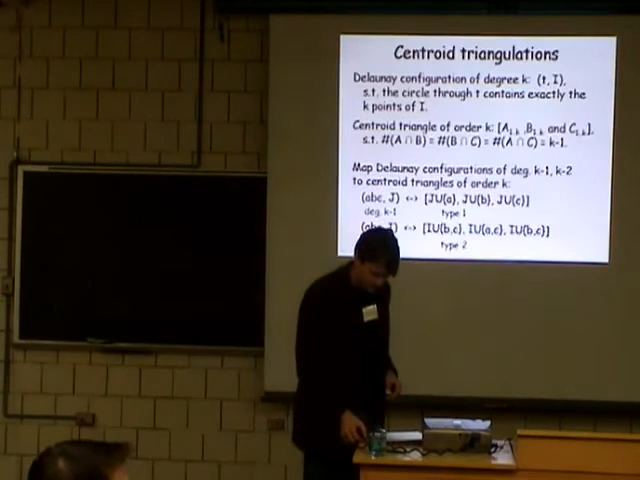 Centroid triangulations
Delaunay configuration of degree k: (t, I),
s.t. the circle through t contains exactly the
k points of I.
Centroid triangle of order k: [A₁..ₖ ,B₁..ₖ and C₁..ₖ],
s.t. #(A ∩ B) = #(B ∩ C) = #(A ∩ C) = k-1.
Map Delaunay configurations of deg. k-1, k-2
to centroid triangles of order k:
(abc, J) <-> [JU{a}, JU{b}, JU{c}]
deg. k-1 type 1
(abc, I) <-> [IU{b,c}, IU{a,c}, IU{b,c}]
type 2